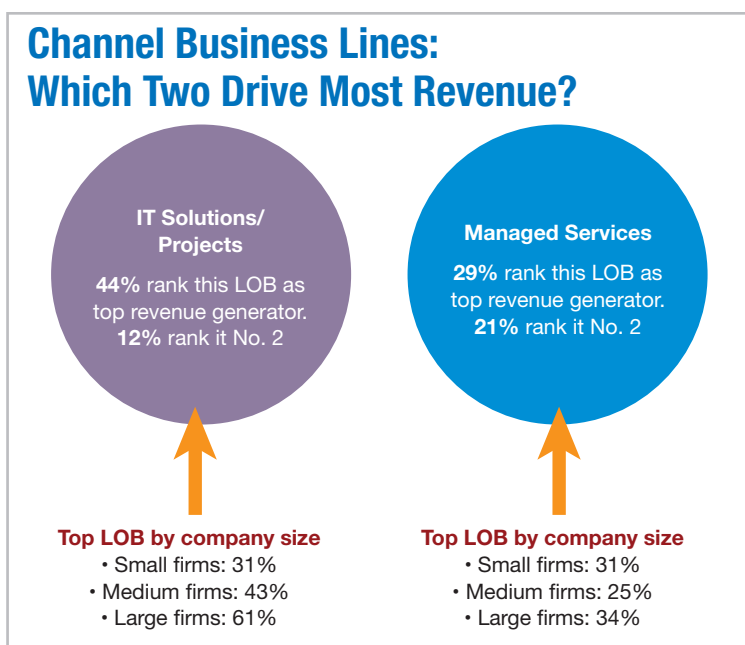 Channel Business Lines:
Which Two Drive Most Revenue?
IT Solutions/
Projects
44% rank this LOB as
top revenue generator.
12% rank it No. 2
Managed Services
29% rank this LOB as
top revenue generator.
21% rank it No. 2
Top LOB by company size
• Small firms: 31%
• Medium firms: 43%
• Large firms: 61%
Top LOB by company size
• Small firms: 31%
• Medium firms: 25%
• Large firms: 34%